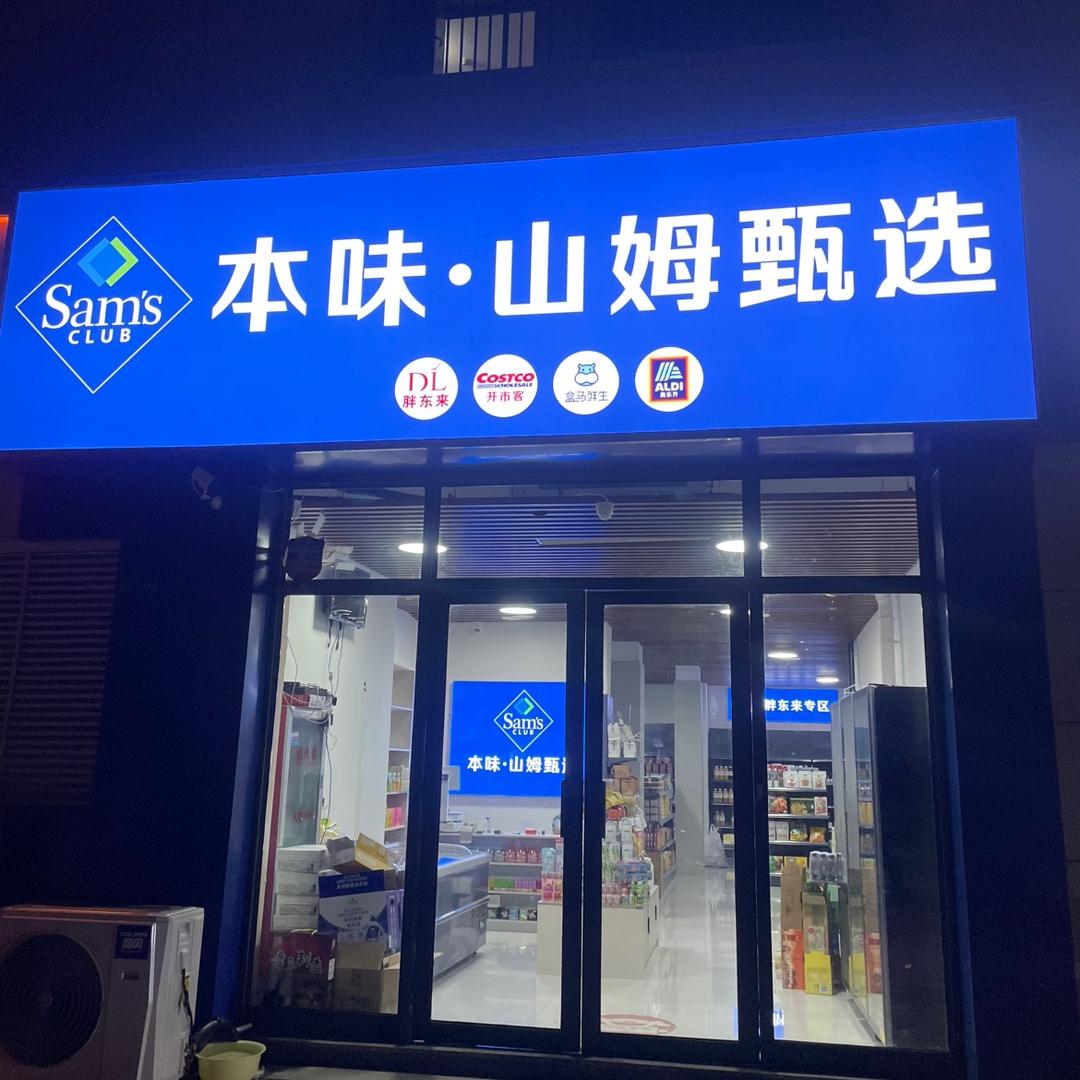 Sam's
CLUB
本味·山姆甄选
DL
胖东来
COSTCO
WHOLESALE
开市客
盒马鲜生
ALDI
奥乐齐
Sam's
CLUB
本味·山姆甄
胖东来专区